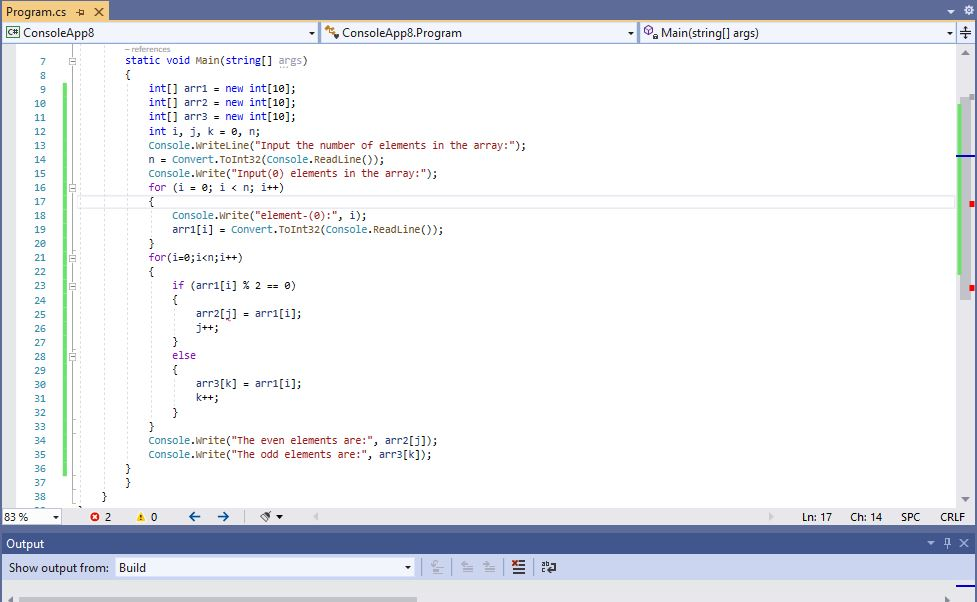 Program.cs
C# ConsoleApp8 ConsoleApp8.Program Main(string[] args)
references
7 static void Main(string[] args)
8 {
9 int[] arr1 = new int[10];
10 int[] arr2 = new int[10];
11 int[] arr3 = new int[10];
12 int i, j, k = 0, n;
13 Console.WriteLine("Input the number of elements in the array:");
14 n = Convert.ToInt32(Console.ReadLine());
15 Console.Write("Input(0) elements in the array:");
16 for (i = 0; i < n; i++)
17 {
18 Console.Write("element-(0):", i);
19 arr1[i] = Convert.ToInt32(Console.ReadLine());
20 }
21 for(i=0;i<n;i++)
22 {
23 if (arr1[i] % 2 == 0)
24 {
25 arr2[j] = arr1[i];
26 j++;
27 }
28 else
29 {
30 arr3[k] = arr1[i];
31 k++;
32 }
33 }
34 Console.Write("The even elements are:", arr2[j]);
35 Console.Write("The odd elements are:", arr3[k]);
36 }
37 }
38 }
83 % 2 0 Ln: 17 Ch: 14 SPC CRLF
Output
Show output from: Build